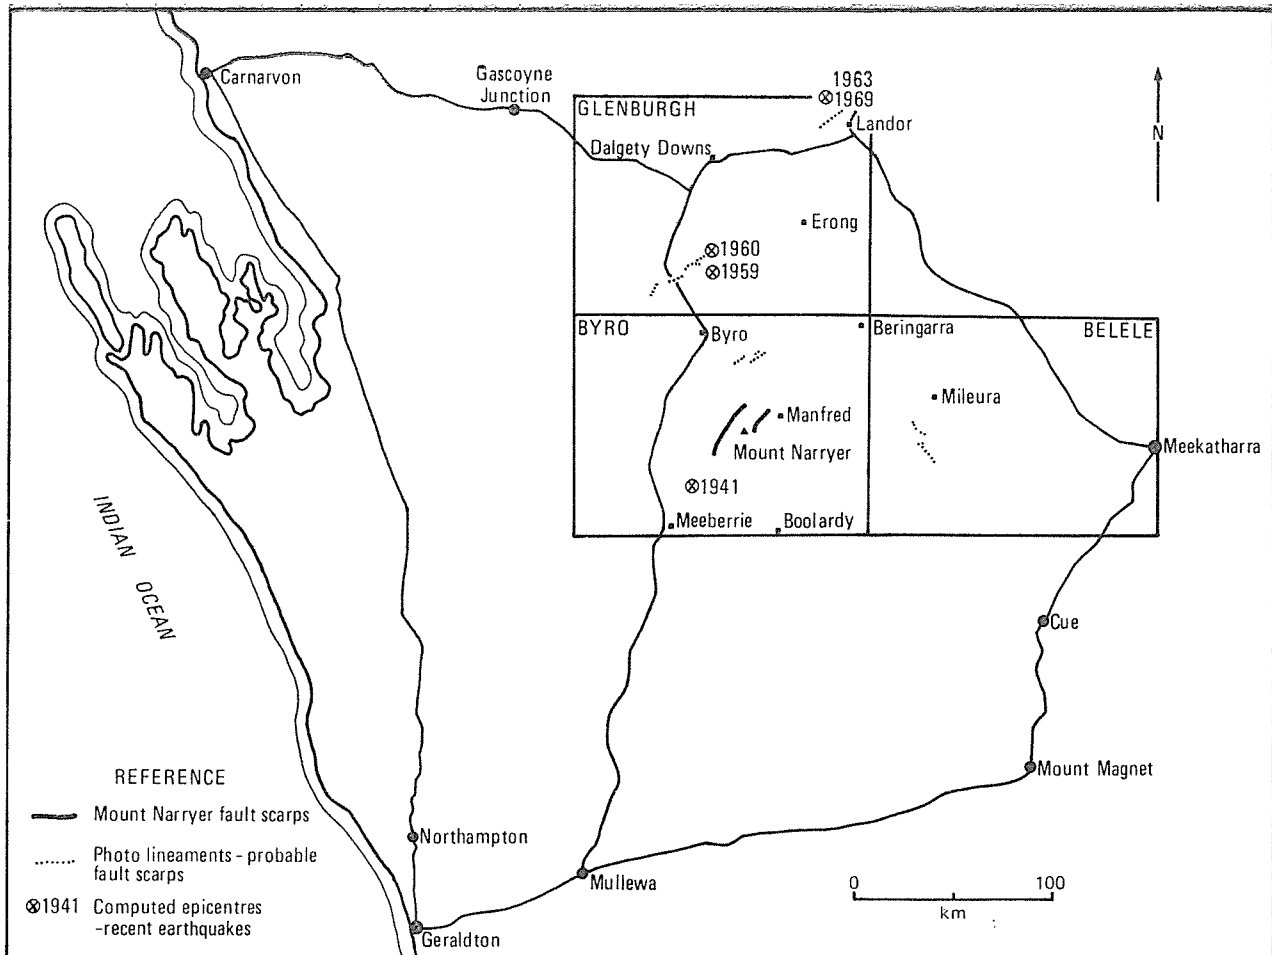 Carnarvon
Gascoyne
Junction
1963
1969
GLENBURGH
Landor
N
Dalgety Downs
Erong
1960
1959
BYRO
Byro
Beringarra
BELELE
Mileura
Manfred
Mount Narryer
Meekatharra
1941
Meeberrie
Boolardy
INDIAN
OCEAN
Cue
Mount Magnet
REFERENCE
Mount Narryer fault scarps
Photo lineaments - probable
fault scarps
1941 Computed epicentres
-recent earthquakes
Northampton
Mullewa
Geraldton
0 100
km